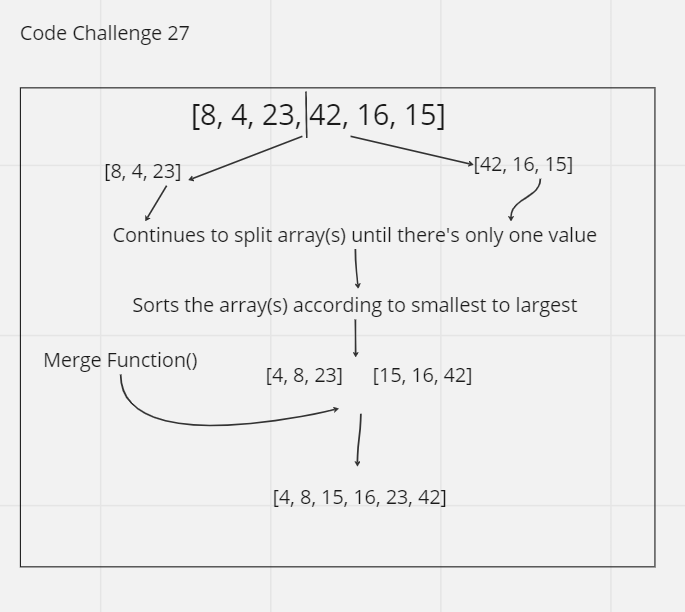 Code Challenge 27
[8, 4, 23, 42, 16, 15]
[8, 4, 23]
[42, 16, 15]
Continues to split array(s) until there's only one value
Sorts the array(s) according to smallest to largest
Merge Function()
[4, 8, 23]
[15, 16, 42]
[4, 8, 15, 16, 23, 42]